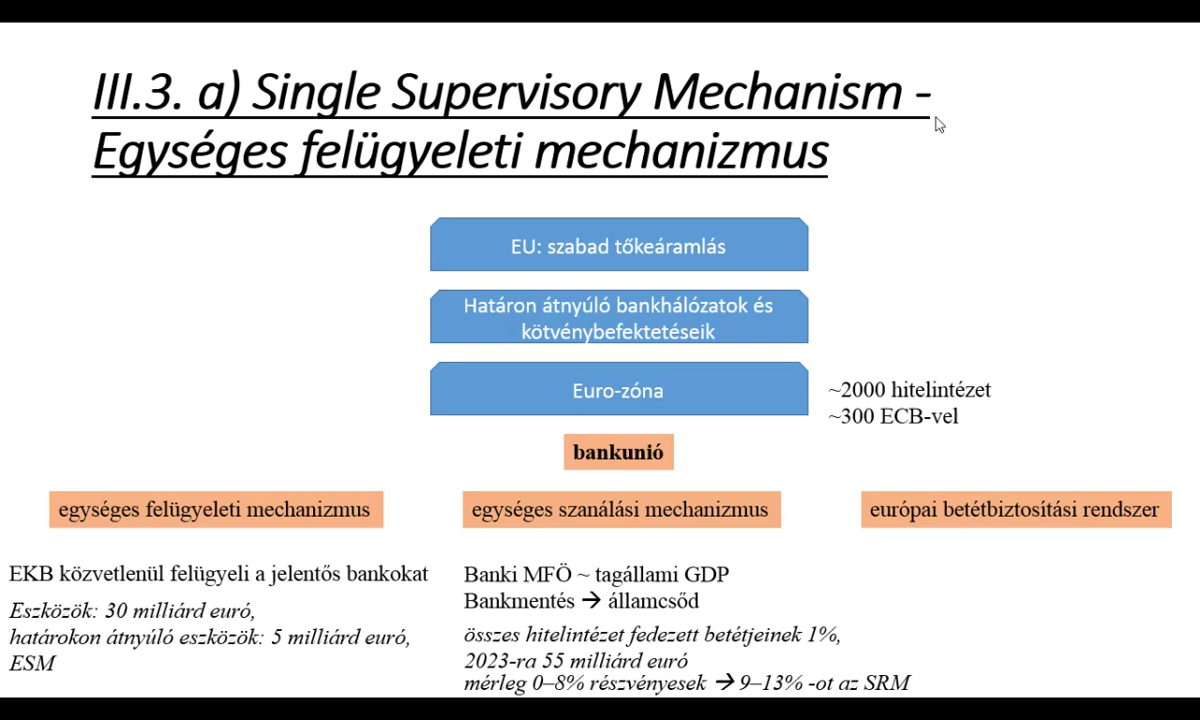 III.3. a) Single Supervisory Mechanism -
Egységes felügyeleti mechanizmus
EU: szabad tőkeáramlás
Határon átnyúló bankhálózatok és
kötvénybefektetéseik
Euro-zóna
~2000 hitelintézet
~300 ECB-vel
bankunió
egységes felügyeleti mechanizmus
egységes szanálási mechanizmus
európai betétbiztosítási rendszer
EKB közvetlenül felügyeli a jelentős bankokat
Eszközök: 30 milliárd euró,
határokon átnyúló eszközök: 5 milliárd euró,
ESM
Banki MFÖ ~ tagállami GDP
Bankmentés → államcsőd
összes hitelintézet fedezett betétjeinek 1%,
2023-ra 55 milliárd euró
mérleg 0–8% részvényesek → 9–13% -ot az SRM